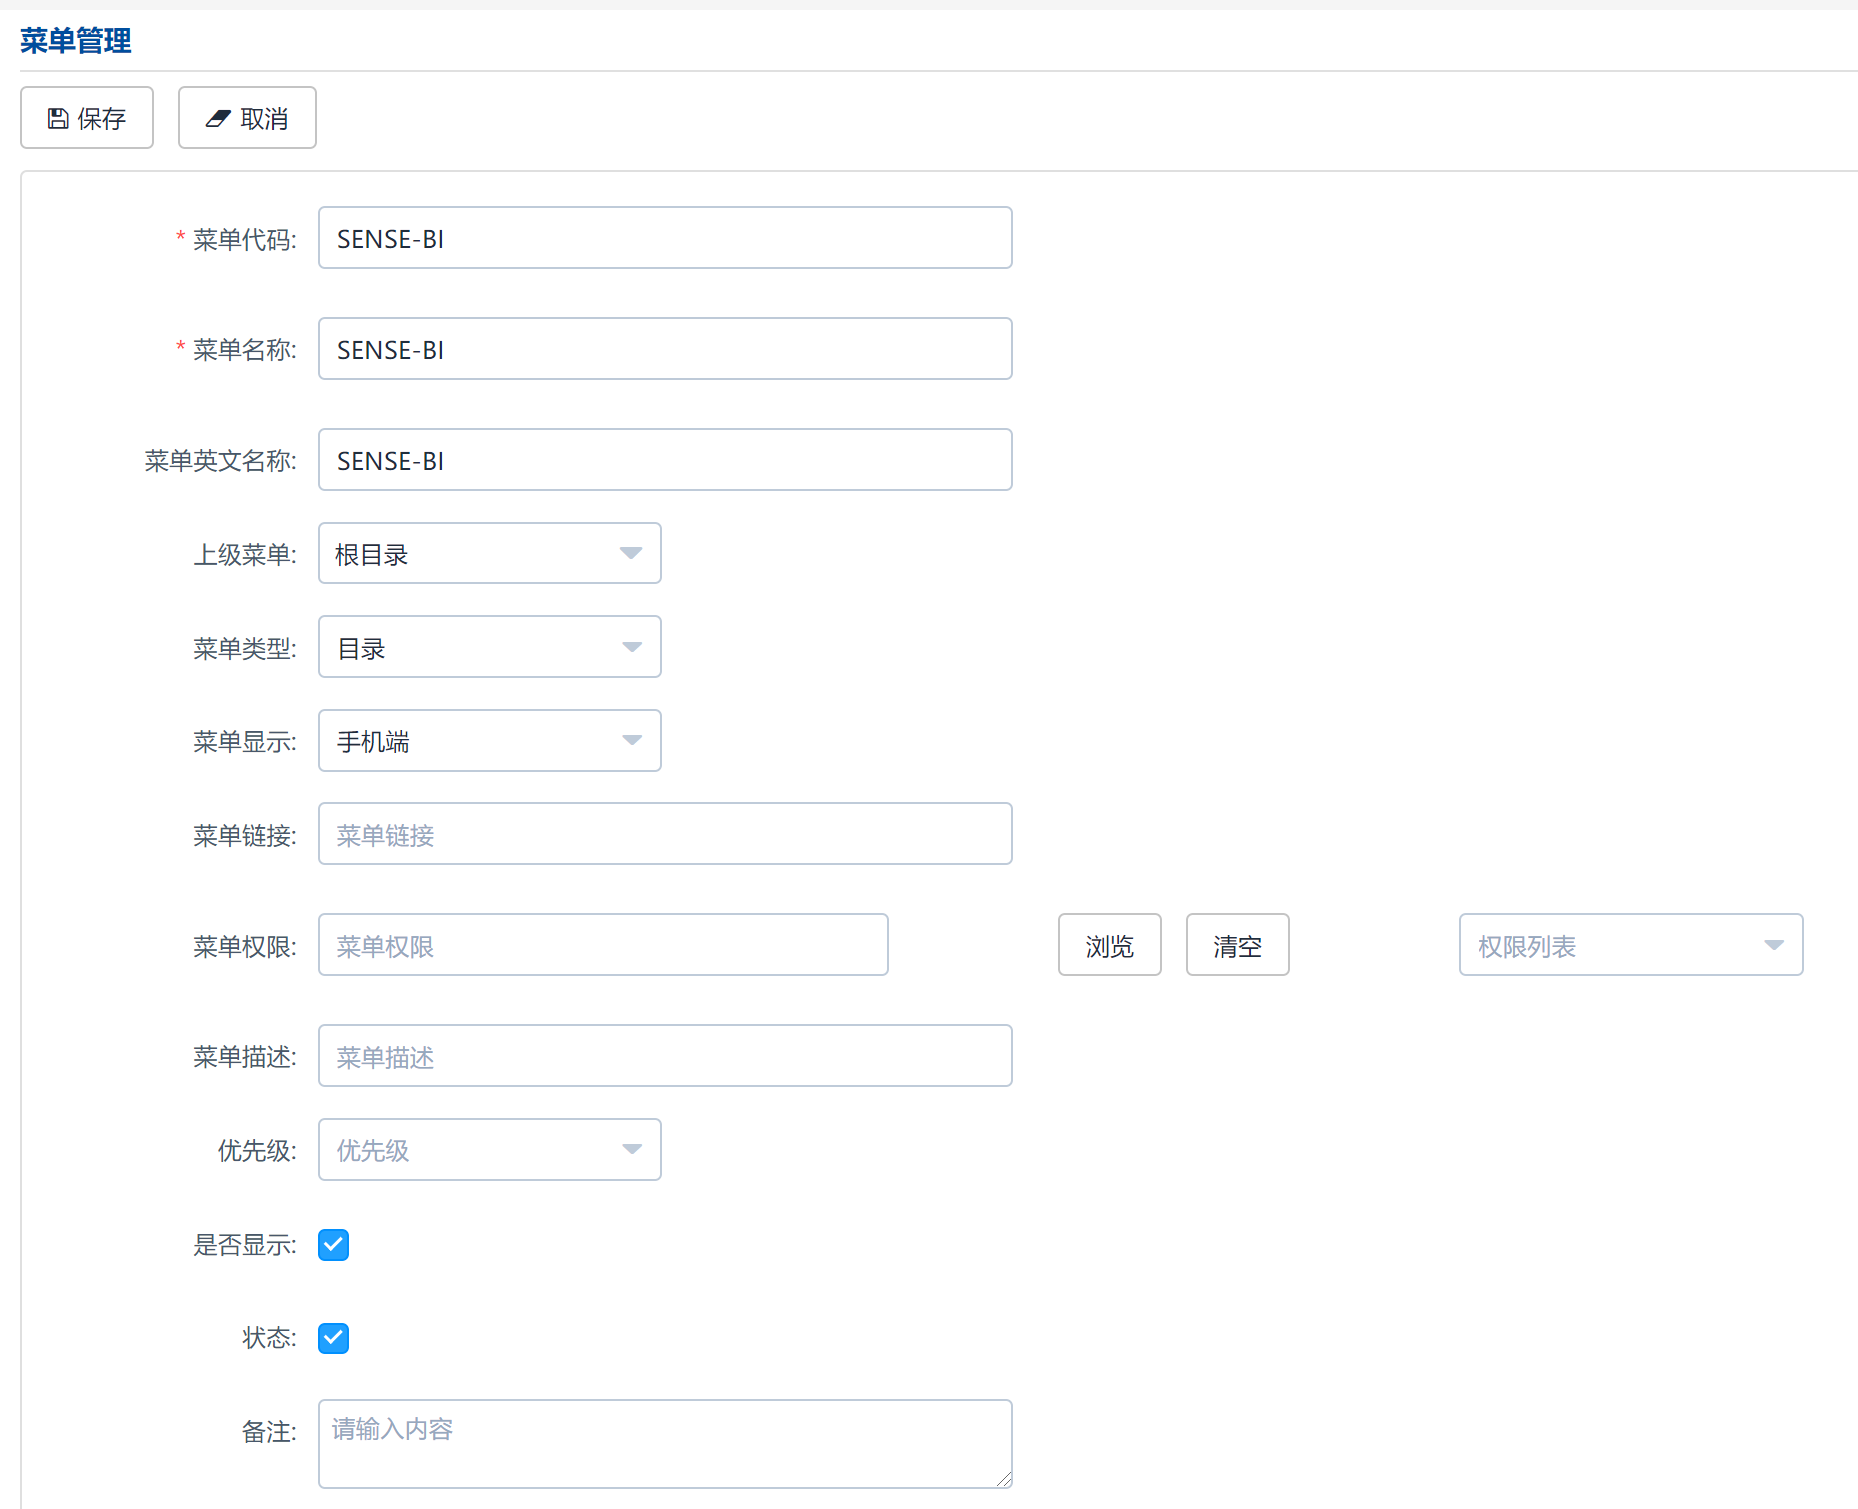 菜单管理
保存 取消
* 菜单代码: SENSE-BI
* 菜单名称: SENSE-BI
菜单英文名称: SENSE-BI
上级菜单: 根目录
菜单类型: 目录
菜单显示: 手机端
菜单链接: 菜单链接
菜单权限: 菜单权限 浏览 清空 权限列表
菜单描述: 菜单描述
优先级: 优先级
是否显示:
状态:
备注: 请输入内容